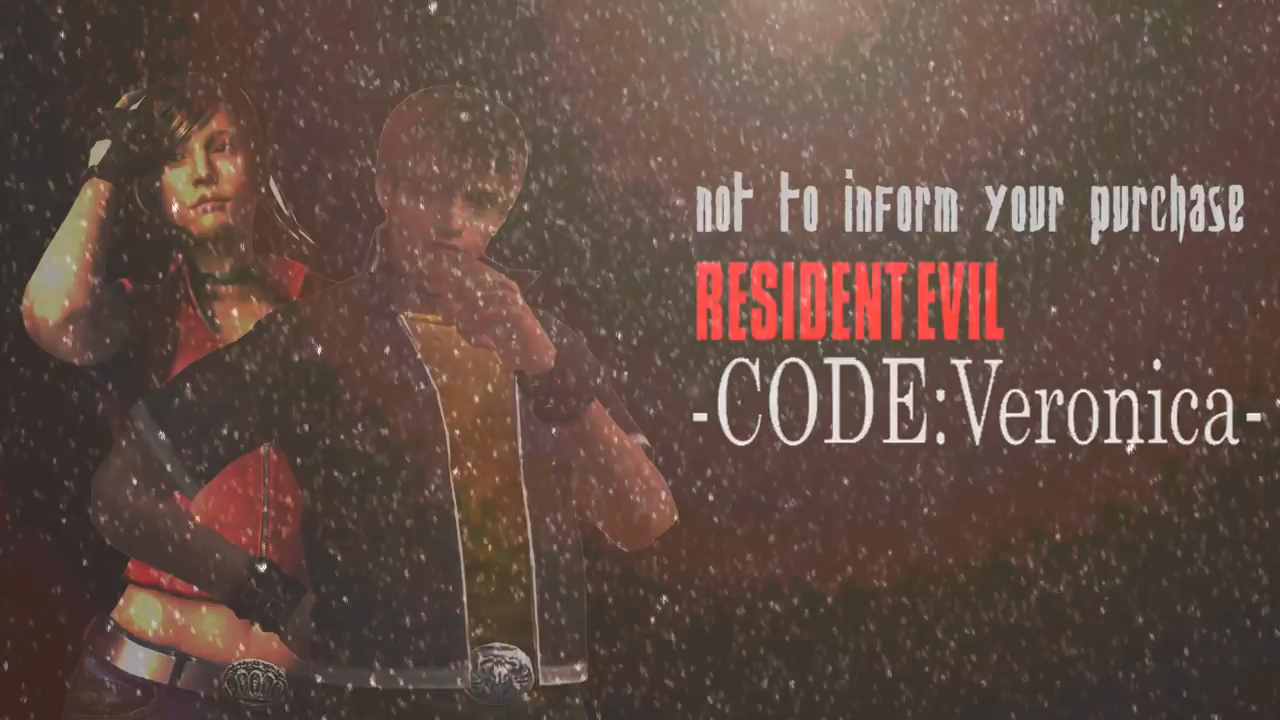 not to inform your purchase
RESIDENT EVIL
-CODE:Veronica-